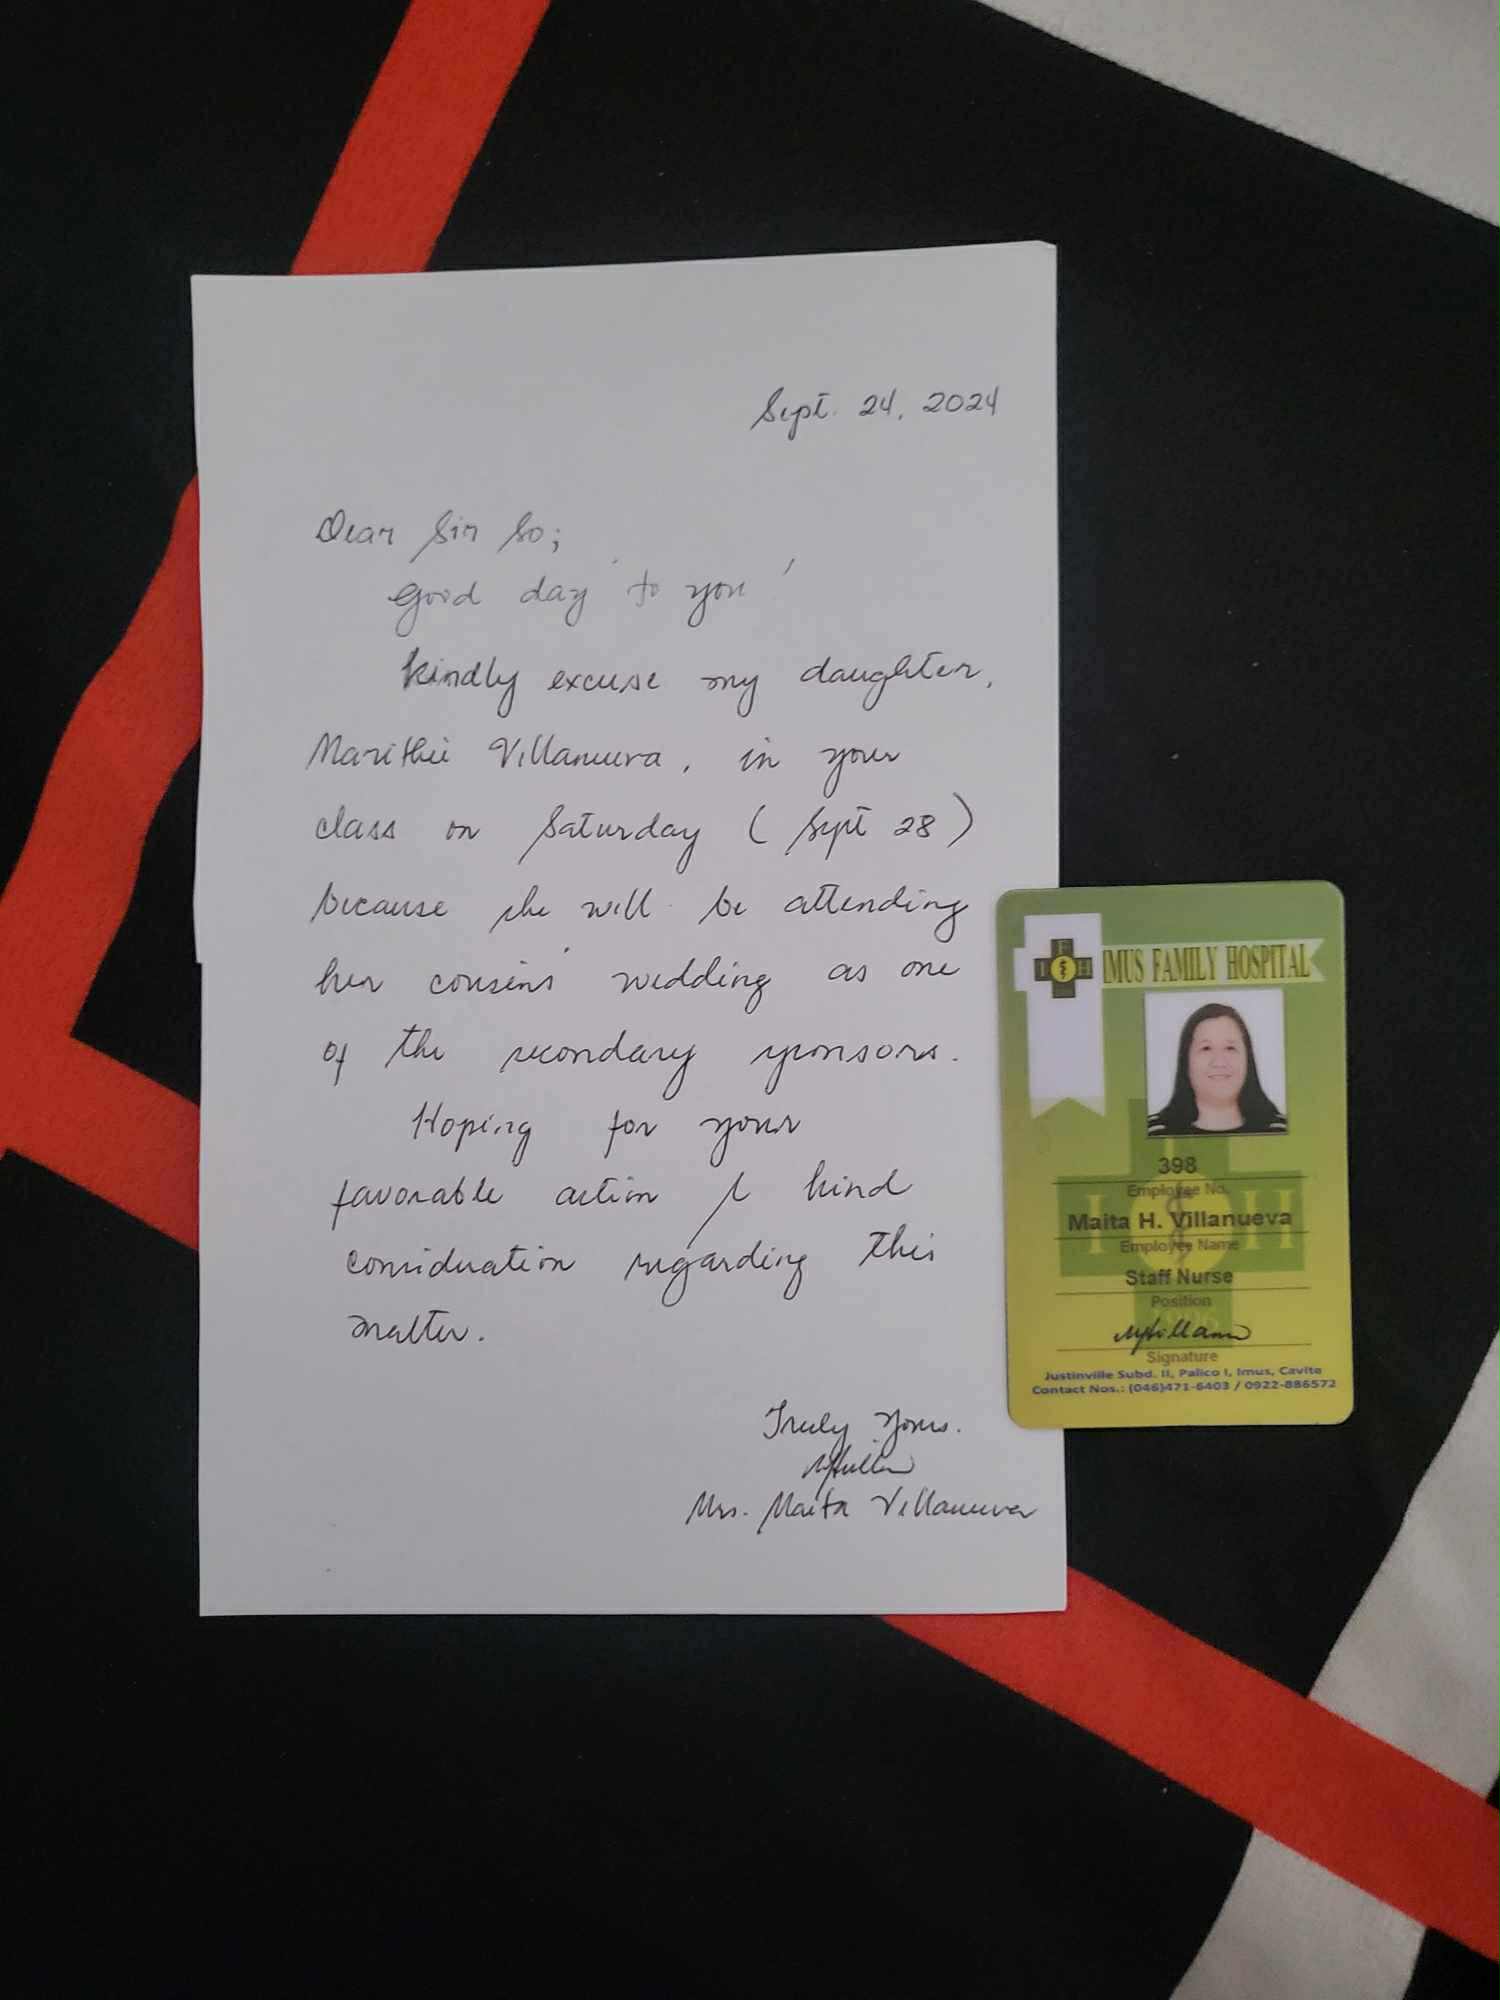 Sept. 24, 2024
Dear Sir So;
Good day to you!
Kindly excuse my daughter,
Marithii Villanueva, in your
class on Saturday (Sept 28)
because she will be attending
her cousins' wedding as one
of the secondary sponsors.
Hoping for your
favorable action & kind
consideration regarding this
matter.
Truly Yours.
Mrs. Maita Villanueva
IMUS FAMILY HOSPITAL
F
I H
398
Employee No.
Maita H. Villanueva
Employee Name
I H
Staff Nurse
Position
Signature
Justinville Subd. II, Palico I, Imus, Cavite
Contact Nos.: (046)471-6403 / 0922-886572